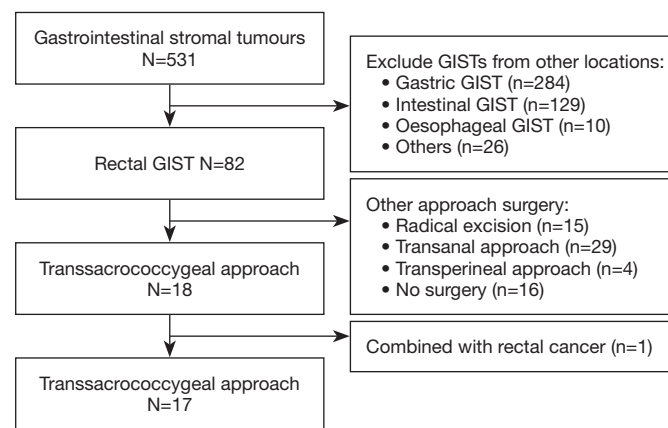 Gastrointestinal stromal tumours
N=531
Exclude GISTs from other locations:
• Gastric GIST (n=284)
• Intestinal GIST (n=129)
• Oesophageal GIST (n=10)
• Others (n=26)
Rectal GIST N=82
Other approach surgery:
• Radical excision (n=15)
• Transanal approach (n=29)
• Transperineal approach (n=4)
• No surgery (n=16)
Transsacrococcygeal approach
N=18
Combined with rectal cancer (n=1)
Transsacrococcygeal approach
N=17